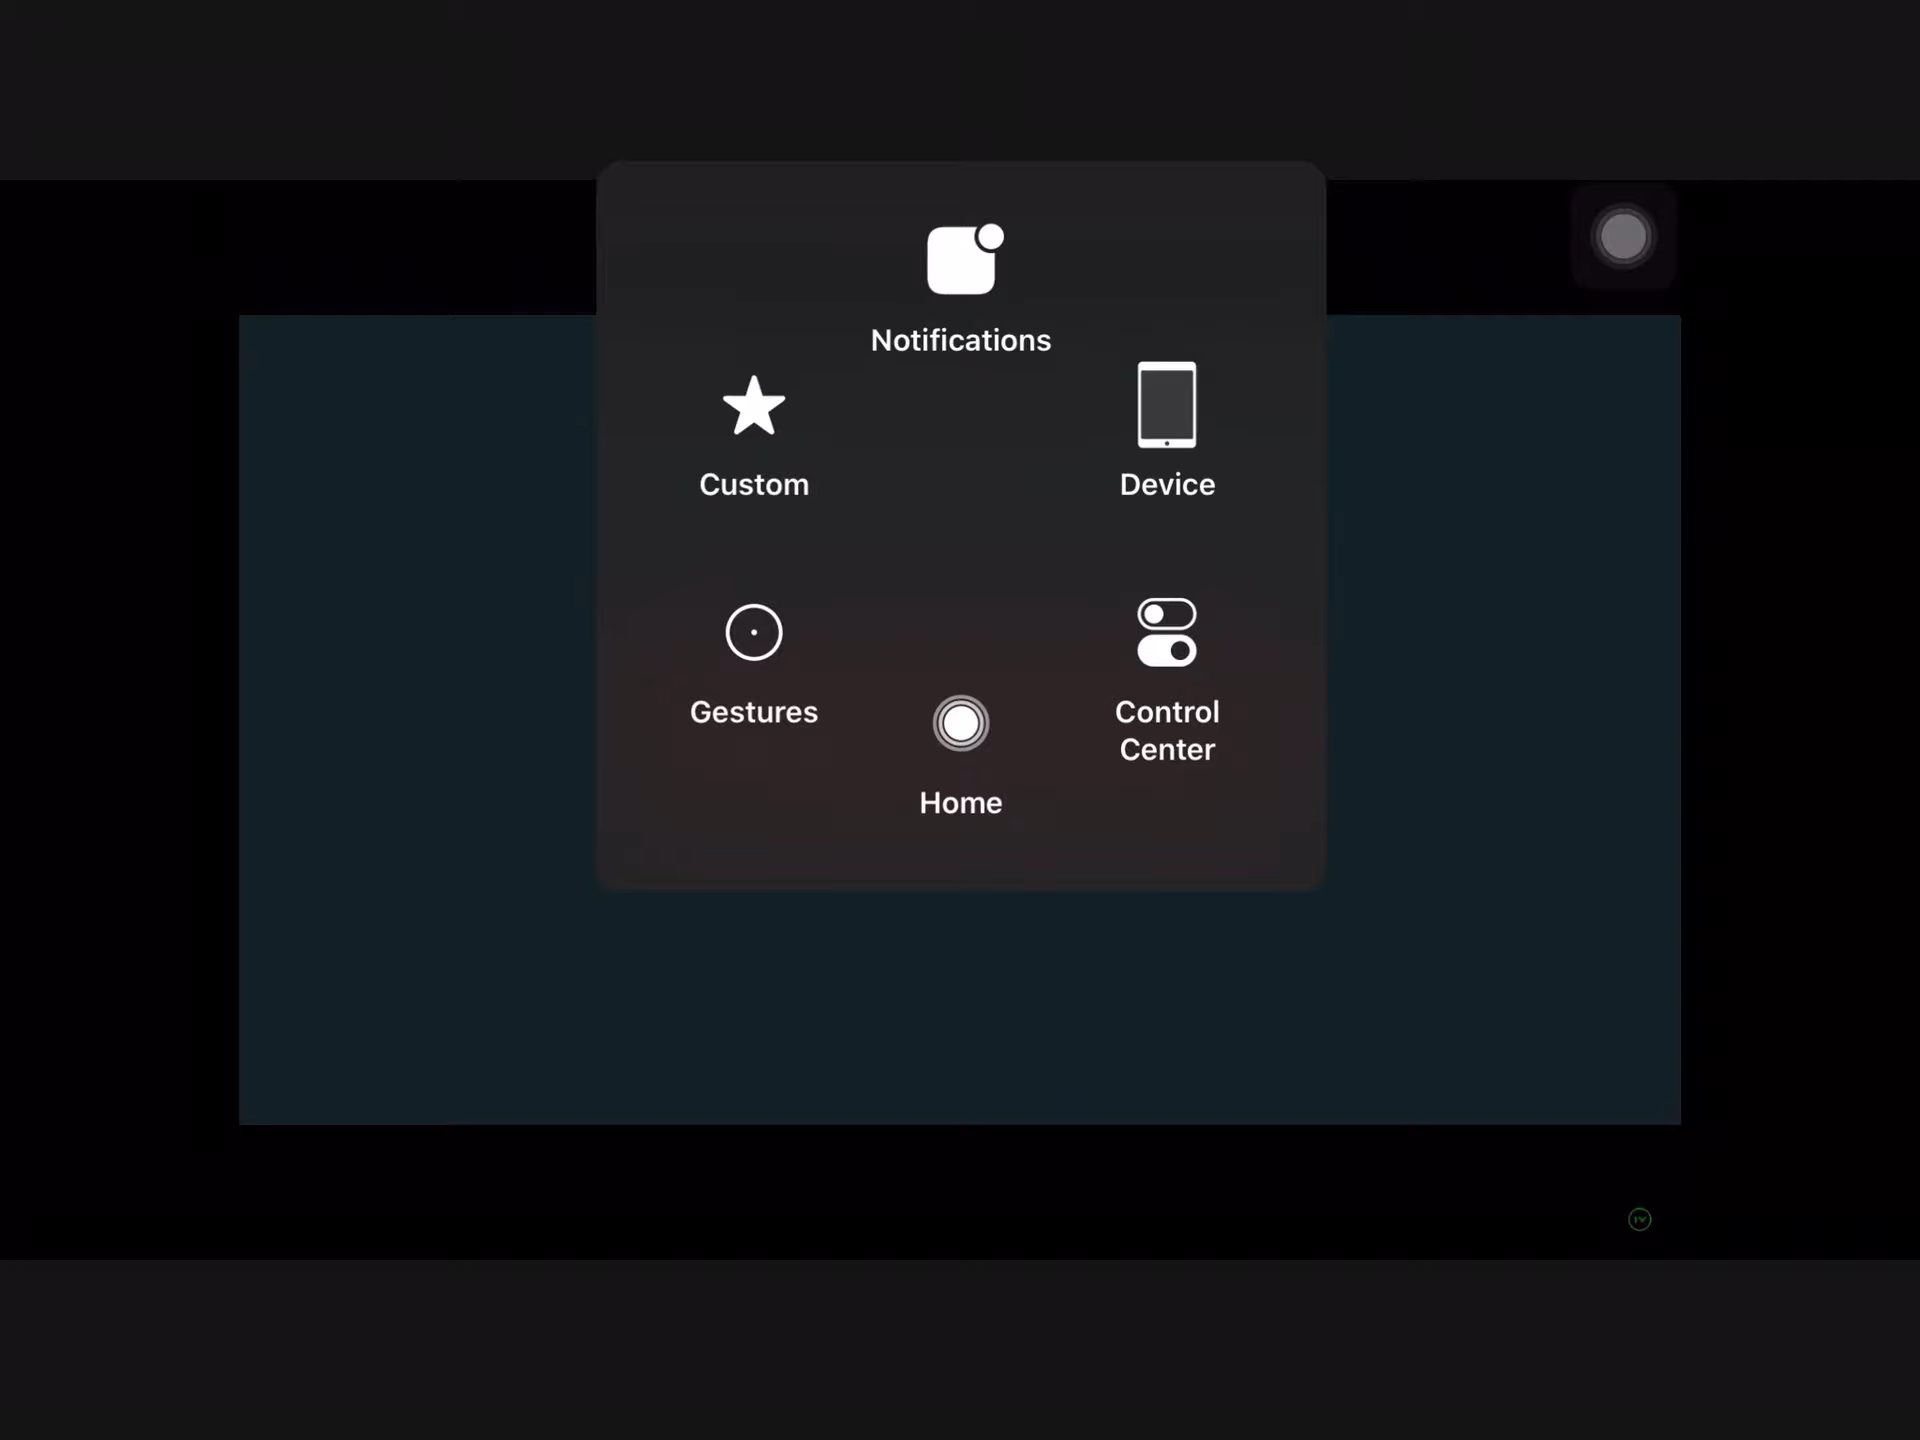 Notifications
Custom
Device
Gestures
Control
Center
Home